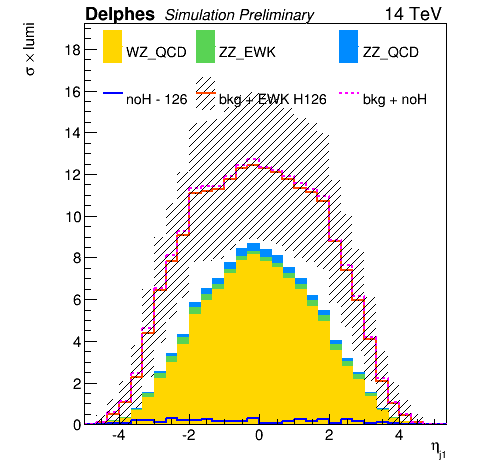 Delphes Simulation Preliminary 14 TeV
σ × lumi
WZ_QCD ZZ_EWK ZZ_QCD
noH - 126 bkg + EWK H126 bkg + noH
18
16
14
12
10
8
6
4
2
0
-4 -2 0 2 4
η_j1